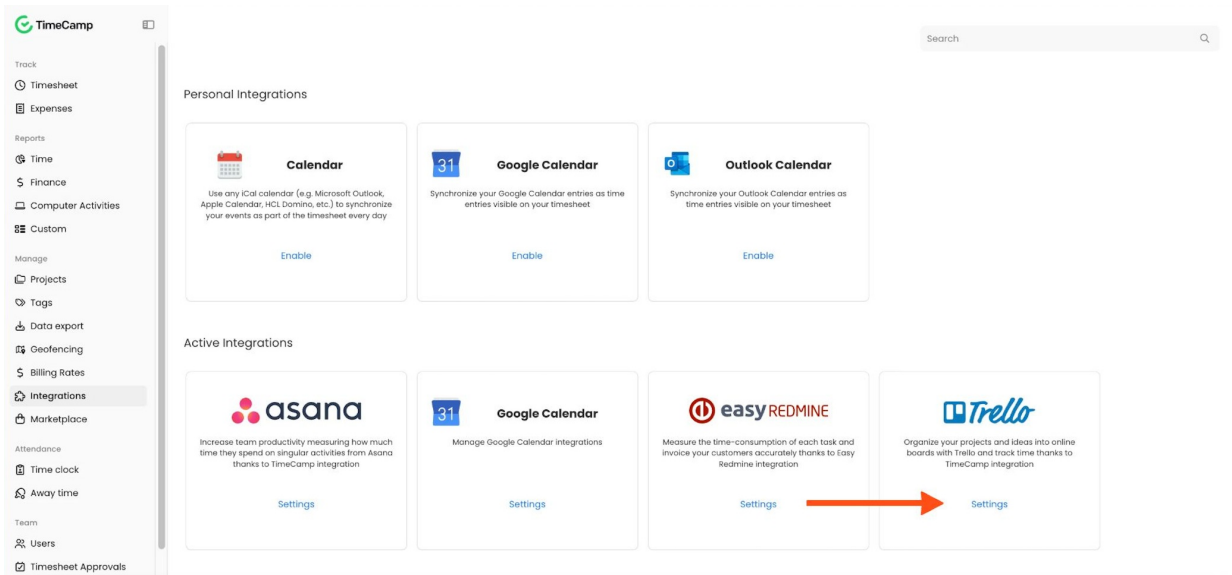 TimeCamp
Search
Track
Timesheet
Expenses
Reports
Time
Finance
Computer Activities
Custom
Manage
Projects
Tags
Data export
Geofencing
Billing Rates
Integrations
Marketplace
Attendance
Time clock
Away time
Team
Users
Timesheet Approvals
Personal Integrations
Calendar
Use any iCal calendar (e.g. Microsoft Outlook,
Apple Calendar, HCL Domino, etc.) to synchronize
your events as part of the timesheet every day
Enable
31
Google Calendar
Synchronize your Google Calendar entries as time
entries visible on your timesheet
Enable
Outlook Calendar
Synchronize your Outlook Calendar entries as
time entries visible on your timesheet
Enable
Active Integrations
asana
Increase team productivity measuring how much
time they spend on singular activities from Asana
thanks to TimeCamp integration
Settings
31
Google Calendar
Manage Google Calendar integrations
Settings
easy REDMINE
Measure the time-consumption of each task and
invoice your customers accurately thanks to Easy
Redmine integration
Settings
Trello
Organize your projects and ideas into online
boards with Trello and track time thanks to
TimeCamp integration
Settings